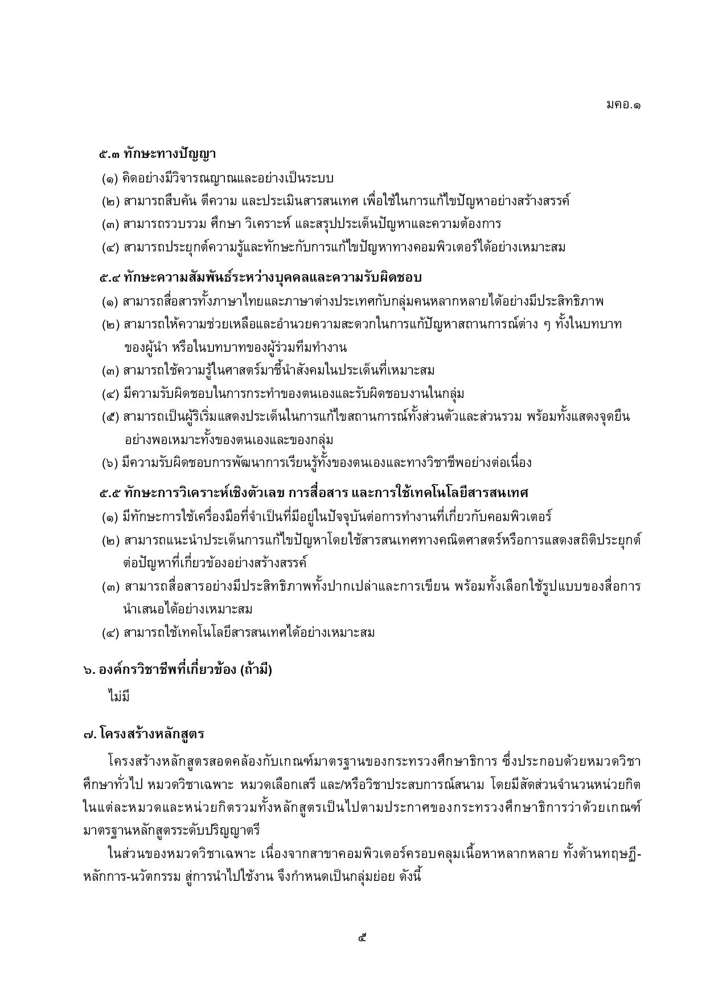 มคอ.๑
๕.๓ ทักษะทางปัญญา
(๑) คิดอย่างมีวิจารณญาณและอย่างเป็นระบบ
(๒) สามารถสืบค้น ตีความ และประเมินสารสนเทศ เพื่อใช้ในการแก้ไขปัญหาอย่างสร้างสรรค์
(๓) สามารถรวบรวม ศึกษา วิเคราะห์ และสรุปประเด็นปัญหาและความต้องการ
(๔) สามารถประยุกต์ความรู้และทักษะกับการแก้ไขปัญหาทางคอมพิวเตอร์ได้อย่างเหมาะสม
๕.๔ ทักษะความสัมพันธ์ระหว่างบุคคลและความรับผิดชอบ
(๑) สามารถสื่อสารทั้งภาษาไทยและภาษาต่างประเทศกับกลุ่มคนหลากหลายได้อย่างมีประสิทธิภาพ
(๒) สามารถให้ความช่วยเหลือและอำนวยความสะดวกในการแก้ปัญหาสถานการณ์ต่าง ๆ ทั้งในบทบาท
ของผู้นำ หรือในบทบาทของผู้ร่วมทีมทำงาน
(๓) สามารถใช้ความรู้ในศาสตร์มาชี้นำสังคมในประเด็นที่เหมาะสม
(๔) มีความรับผิดชอบในการกระทำของตนเองและรับผิดชอบงานในกลุ่ม
(๕) สามารถเป็นผู้ริเริ่มแสดงประเด็นในการแก้ไขสถานการณ์ทั้งส่วนตัวและส่วนรวม พร้อมทั้งแสดงจุดยืน
อย่างพอเหมาะทั้งของตนเองและของกลุ่ม
(๖) มีความรับผิดชอบการพัฒนาการเรียนรู้ทั้งของตนเองและทางวิชาชีพอย่างต่อเนื่อง
๕.๕ ทักษะการวิเคราะห์เชิงตัวเลข การสื่อสาร และการใช้เทคโนโลยีสารสนเทศ
(๑) มีทักษะการใช้เครื่องมือที่จำเป็นที่มีอยู่ในปัจจุบันต่อการทำงานที่เกี่ยวกับคอมพิวเตอร์
(๒) สามารถแนะนำประเด็นการแก้ไขปัญหาโดยใช้สารสนเทศทางคณิตศาสตร์หรือการแสดงสถิติประยุกต์
ต่อปัญหาที่เกี่ยวข้องอย่างสร้างสรรค์
(๓) สามารถสื่อสารอย่างมีประสิทธิภาพทั้งปากเปล่าและการเขียน พร้อมทั้งเลือกใช้รูปแบบของสื่อการ
นำเสนอได้อย่างเหมาะสม
(๔) สามารถใช้เทคโนโลยีสารสนเทศได้อย่างเหมาะสม
๖. องค์กรวิชาชีพที่เกี่ยวข้อง (ถ้ามี)
ไม่มี
๗. โครงสร้างหลักสูตร
โครงสร้างหลักสูตรสอดคล้องกับเกณฑ์มาตรฐานของกระทรวงศึกษาธิการ ซึ่งประกอบด้วยหมวดวิชา
ศึกษาทั่วไป หมวดวิชาเฉพาะ หมวดเลือกเสรี และ/หรือวิชาประสบการณ์สนาม โดยมีสัดส่วนจำนวนหน่วยกิต
ในแต่ละหมวดและหน่วยกิตรวมทั้งหลักสูตรเป็นไปตามประกาศของกระทรวงศึกษาธิการว่าด้วยเกณฑ์
มาตรฐานหลักสูตรระดับปริญญาตรี
ในส่วนของหมวดวิชาเฉพาะ เนื่องจากสาขาคอมพิวเตอร์ครอบคลุมเนื้อหาหลากหลาย ทั้งด้านทฤษฎี-
หลักการ-นวัตกรรม สู่การนำไปใช้งาน จึงกำหนดเป็นกลุ่มย่อย ดังนี้
๕